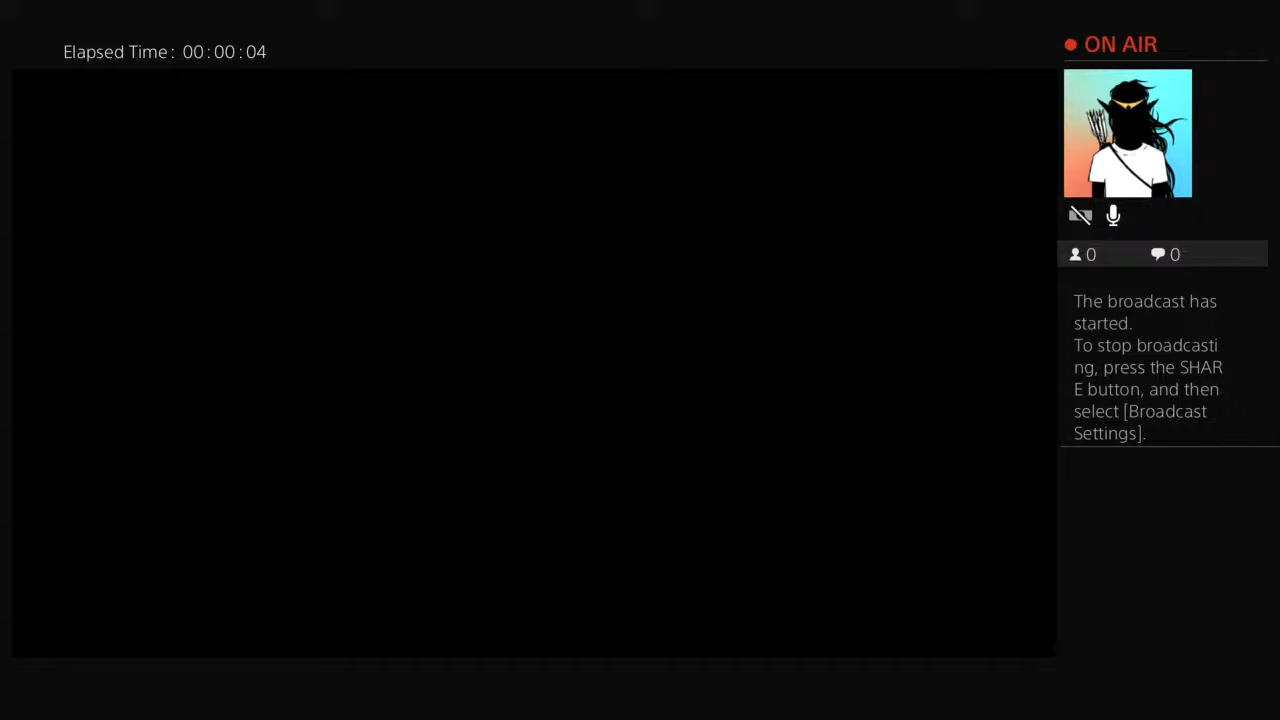 Elapsed Time: 00:00:04
ON AIR
0 0
The broadcast has
started.
To stop broadcasti
ng, press the SHAR
E button, and then
select [Broadcast
Settings].